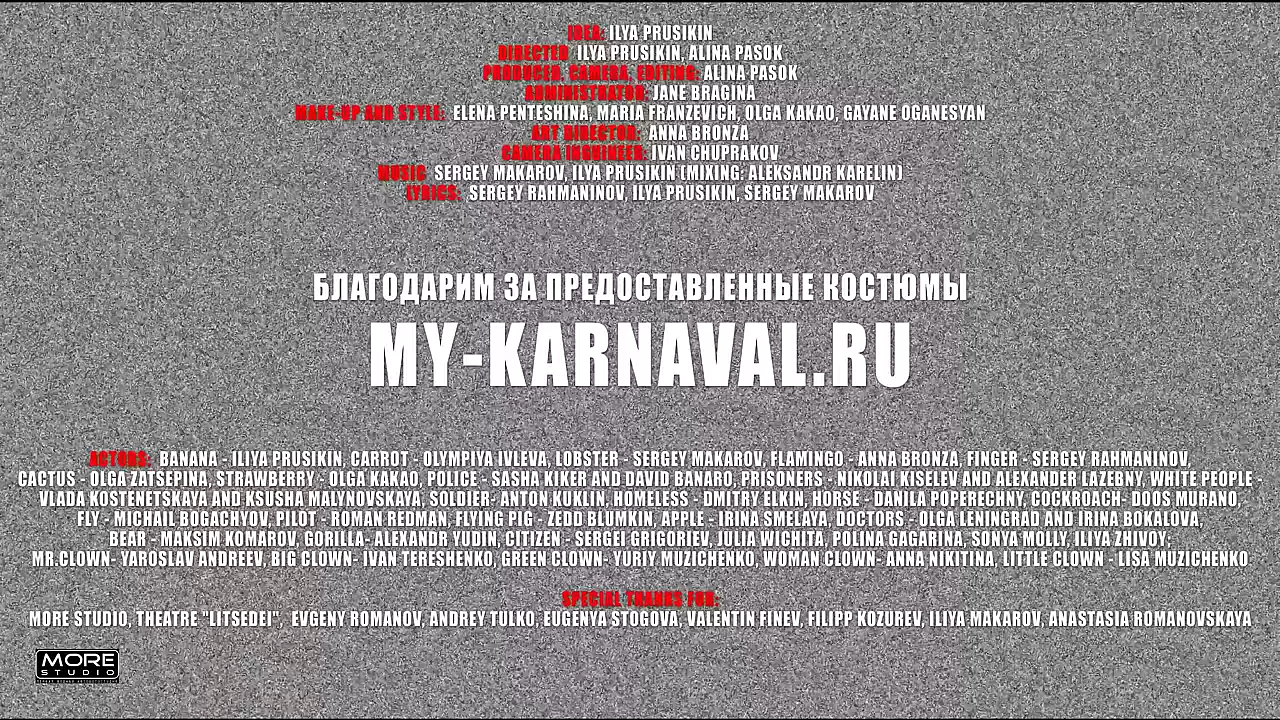 IDEA: ILYA PRUSIKIN
DIRECTED ILYA PRUSIKIN, ALINA PASOK
PRODUCED, CAMERA, EDITING: ALINA PASOK
ADMINISTRATOR: JANE BRAGINA
MAKE-UP AND STYLE: ELENA PENTESHINA, MARIA FRANZEVICH, OLGA KAKAO, GAYANE OGANESYAN
ART DIRECTOR: ANNA BRONZA
CAMERA INGHINEER: IVAN CHUPRAKOV
MUSIC SERGEY MAKAROV, ILYA PRUSIKIN (MIXING: ALEKSANDR KARELIN)
LYRICS: SERGEY RAHMANINOV, ILYA PRUSIKIN, SERGEY MAKAROV
БЛАГОДАРИМ ЗА ПРЕДОСТАВЛЕННЫЕ КОСТЮМЫ
MY-KARNAVAL.RU
ACTORS: BANANA - ILIYA PRUSIKIN, CARROT - OLYMPIYA IVLEVA, LOBSTER - SERGEY MAKAROV, FLAMINGO - ANNA BRONZA, FINGER - SERGEY RAHMANINOV,
CACTUS - OLGA ZATSEPINA, STRAWBERRY - OLGA KAKAO, POLICE - SASHA KIKER AND DAVID BANARO, PRISONERS - NIKOLAI KISELEV AND ALEXANDER LAZEBNY, WHITE PEOPLE -
VLADA KOSTENETSKAYA AND KSUSHA MALYNOVSKAYA, SOLDIER- ANTON KUKLIN, HOMELESS - DMITRY ELKIN, HORSE - DANILA POPERECHNY, COCKROACH- DOOS MURANO,
FLY - MICHAIL BOGACHYOV, PILOT - ROMAN REDMAN, FLYING PIG - ZEDD BLUMKIN, APPLE - IRINA SMELAYA, DOCTORS - OLGA LENINGRAD AND IRINA BOKALOVA,
BEAR - MAKSIM KOMAROV, GORILLA- ALEXANDR YUDIN, CITIZEN - SERGEI GRIGORIEV, JULIA WICHITA, POLINA GAGARINA, SONYA MOLLY, ILIYA ZHIVOY,
MR.CLOWN- YAROSLAV ANDREEV, BIG CLOWN- IVAN TERESHENKO, GREEN CLOWN- YURIY MUZICHENKO, WOMAN CLOWN- ANNA NIKITINA, LITTLE CLOWN - LISA MUZICHENKO
SPECIAL THANKS FOR:
MORE STUDIO, THEATRE "LITSEDEI", EVGENY ROMANOV, ANDREY TULKO, EUGENYA STOGOVA, VALENTIN FINEV, FILIPP KOZUREV, ILIYA MAKAROV, ANASTASIA ROMANOVSKAYA
MORE
STUDIO